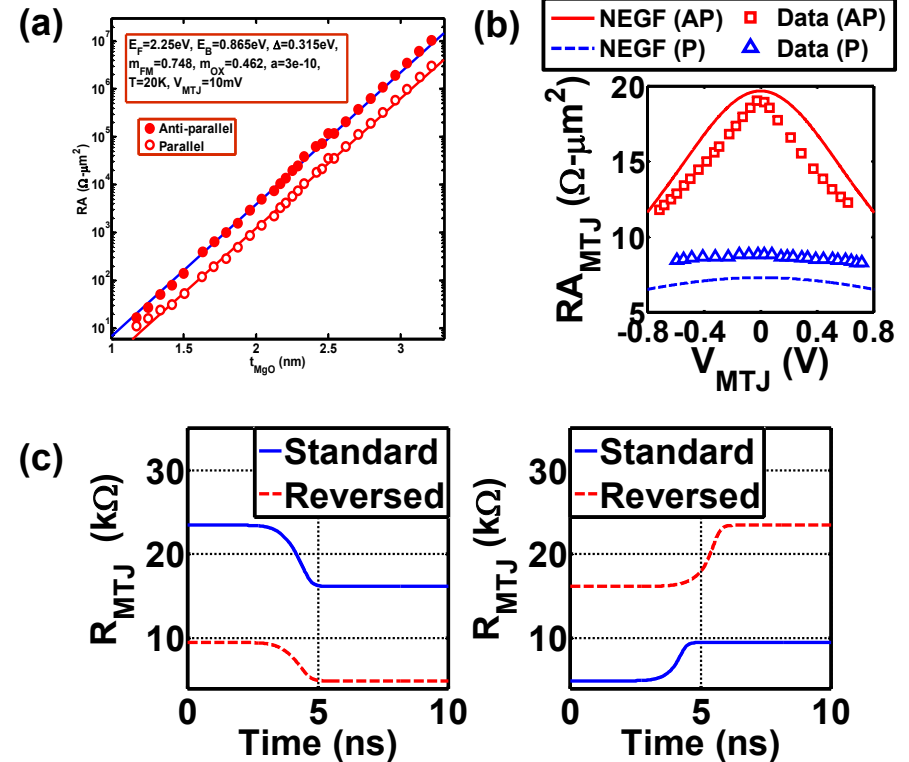 (a)
E_F=2.25eV, E_B=0.865eV, Δ=0.315eV,
m_FM=0.748, m_OX=0.462, a=3e-10,
T=20K, V_MTJ=10mV
Anti-parallel
Parallel
RA (Ω-μm²)
10⁷
10⁶
10⁵
10⁴
10³
10²
10¹
1 1.5 2 2.5 3
t_MgO (nm)
(b)
NEGF (AP) Data (AP)
NEGF (P) Data (P)
RA_MTJ (Ω-μm²)
20
15
10
5
-0.8 -0.4 0 0.4 0.8
V_MTJ (V)
(c)
Standard
Reversed
R_MTJ (kΩ)
30
20
10
0 5 10
Time (ns)
Standard
Reversed
R_MTJ (kΩ)
30
20
10
0 5 10
Time (ns)